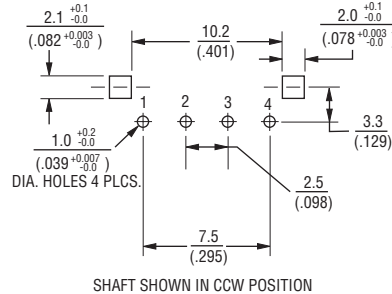 2.1 +0.1 -0.0
(.082 +0.003 -0.0)
10.2
(.401)
2.0 +0.1 -0.0
(.078 +0.003 -0.0)
1 2 3 4
1.0 +0.2 -0.0
(.039 +0.007 -0.0)
DIA. HOLES 4 PLCS.
3.3
(.129)
2.5
(.098)
7.5
(.295)
SHAFT SHOWN IN CCW POSITION